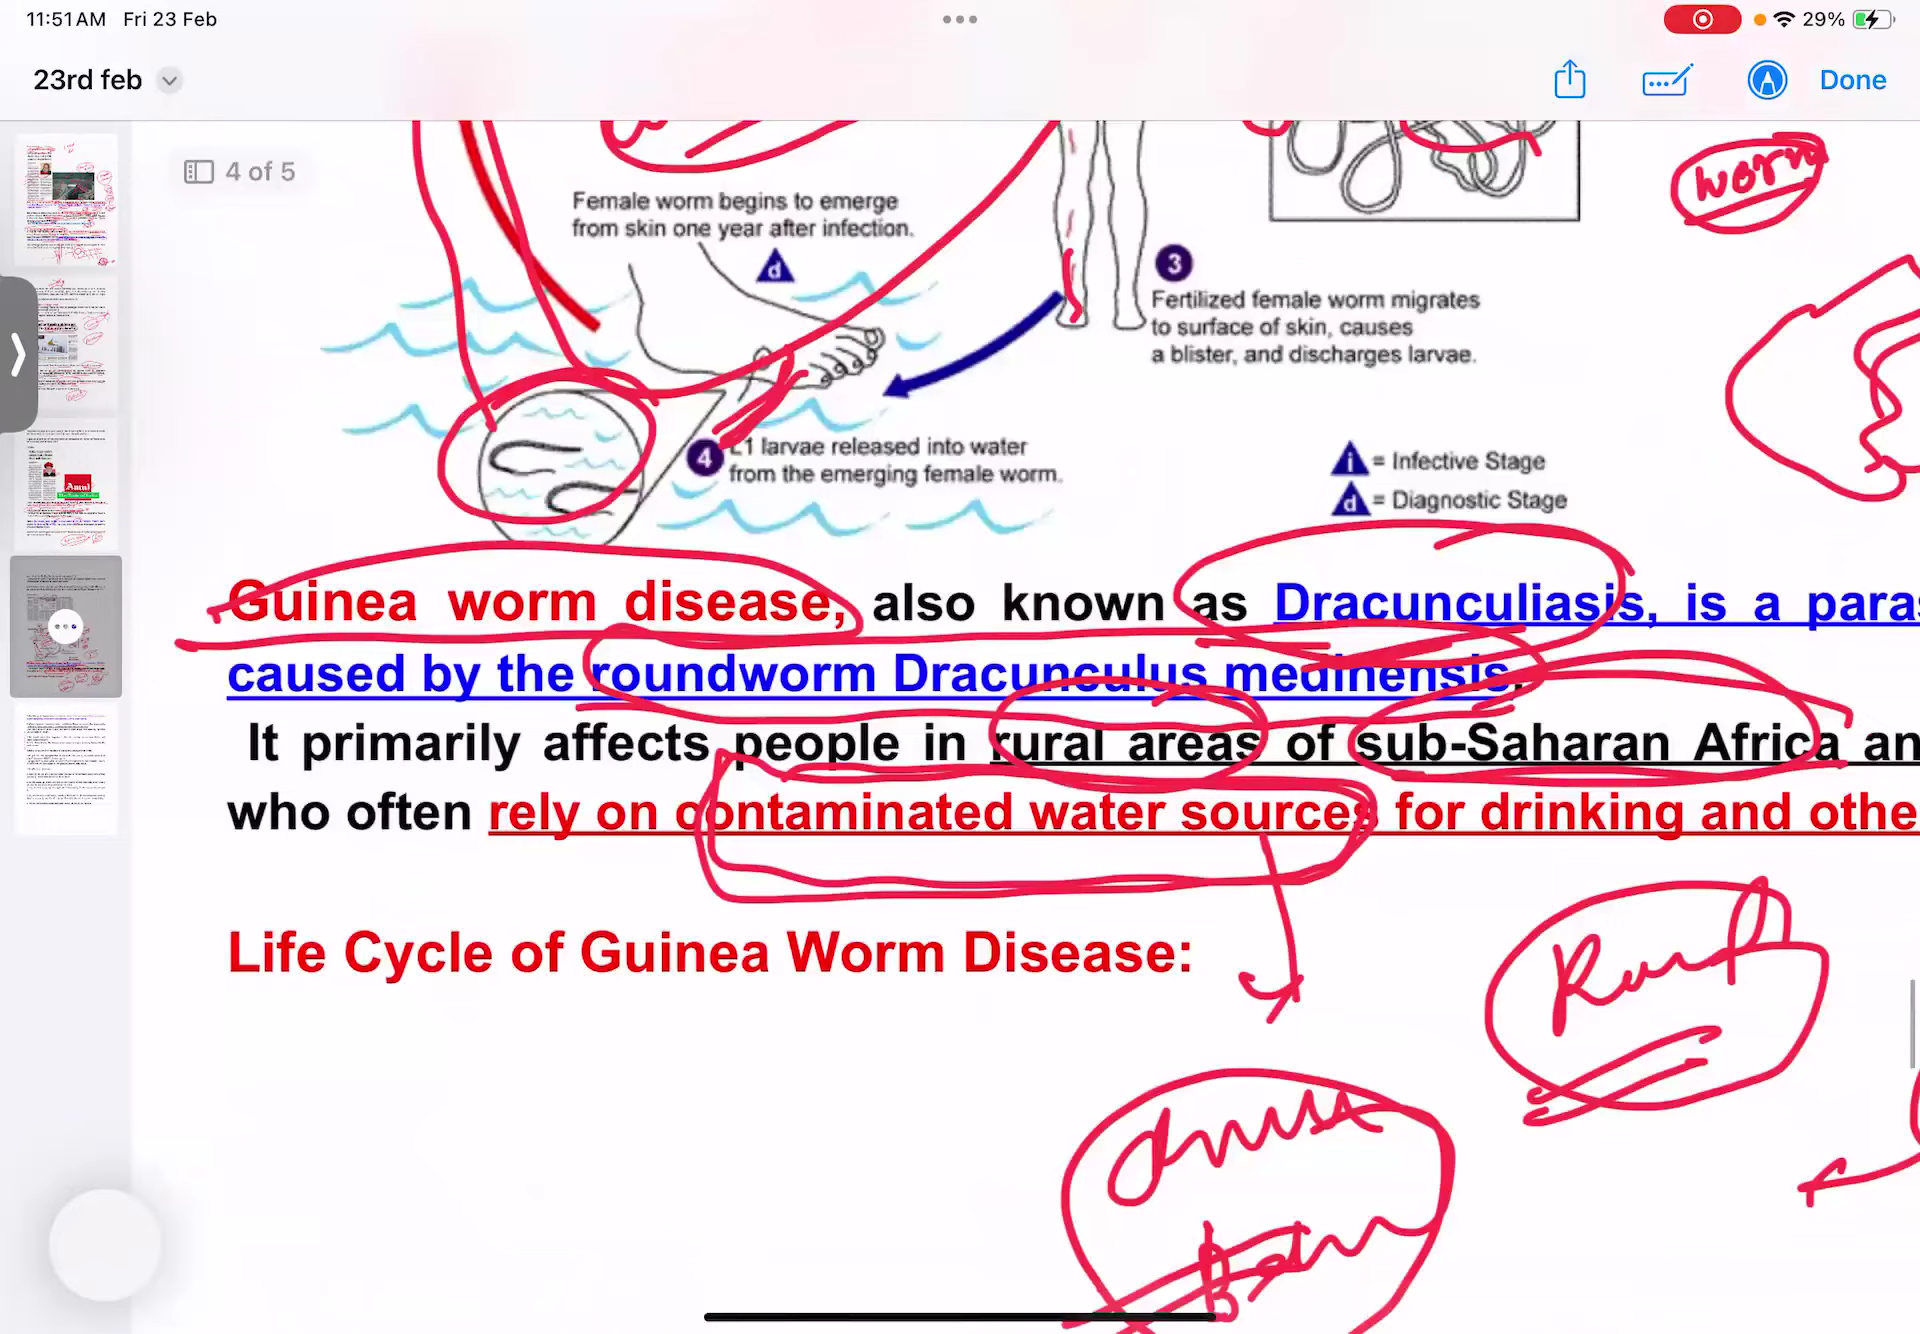 11:51 AM Fri 23 Feb
29%
23rd feb
Done
4 of 5
Female worm begins to emerge
from skin one year after infection.
d
worm
3
Fertilized female worm migrates
to surface of skin, causes
a blister, and discharges larvae.
4
L1 larvae released into water
from the emerging female worm.
i = Infective Stage
d = Diagnostic Stage
Guinea worm disease, also known as Dracunculiasis, is a para
caused by the roundworm Dracunculus medinensis.
It primarily affects people in rural areas of sub-Saharan Africa an
who often rely on contaminated water sources for drinking and othe
Life Cycle of Guinea Worm Disease:
Amul